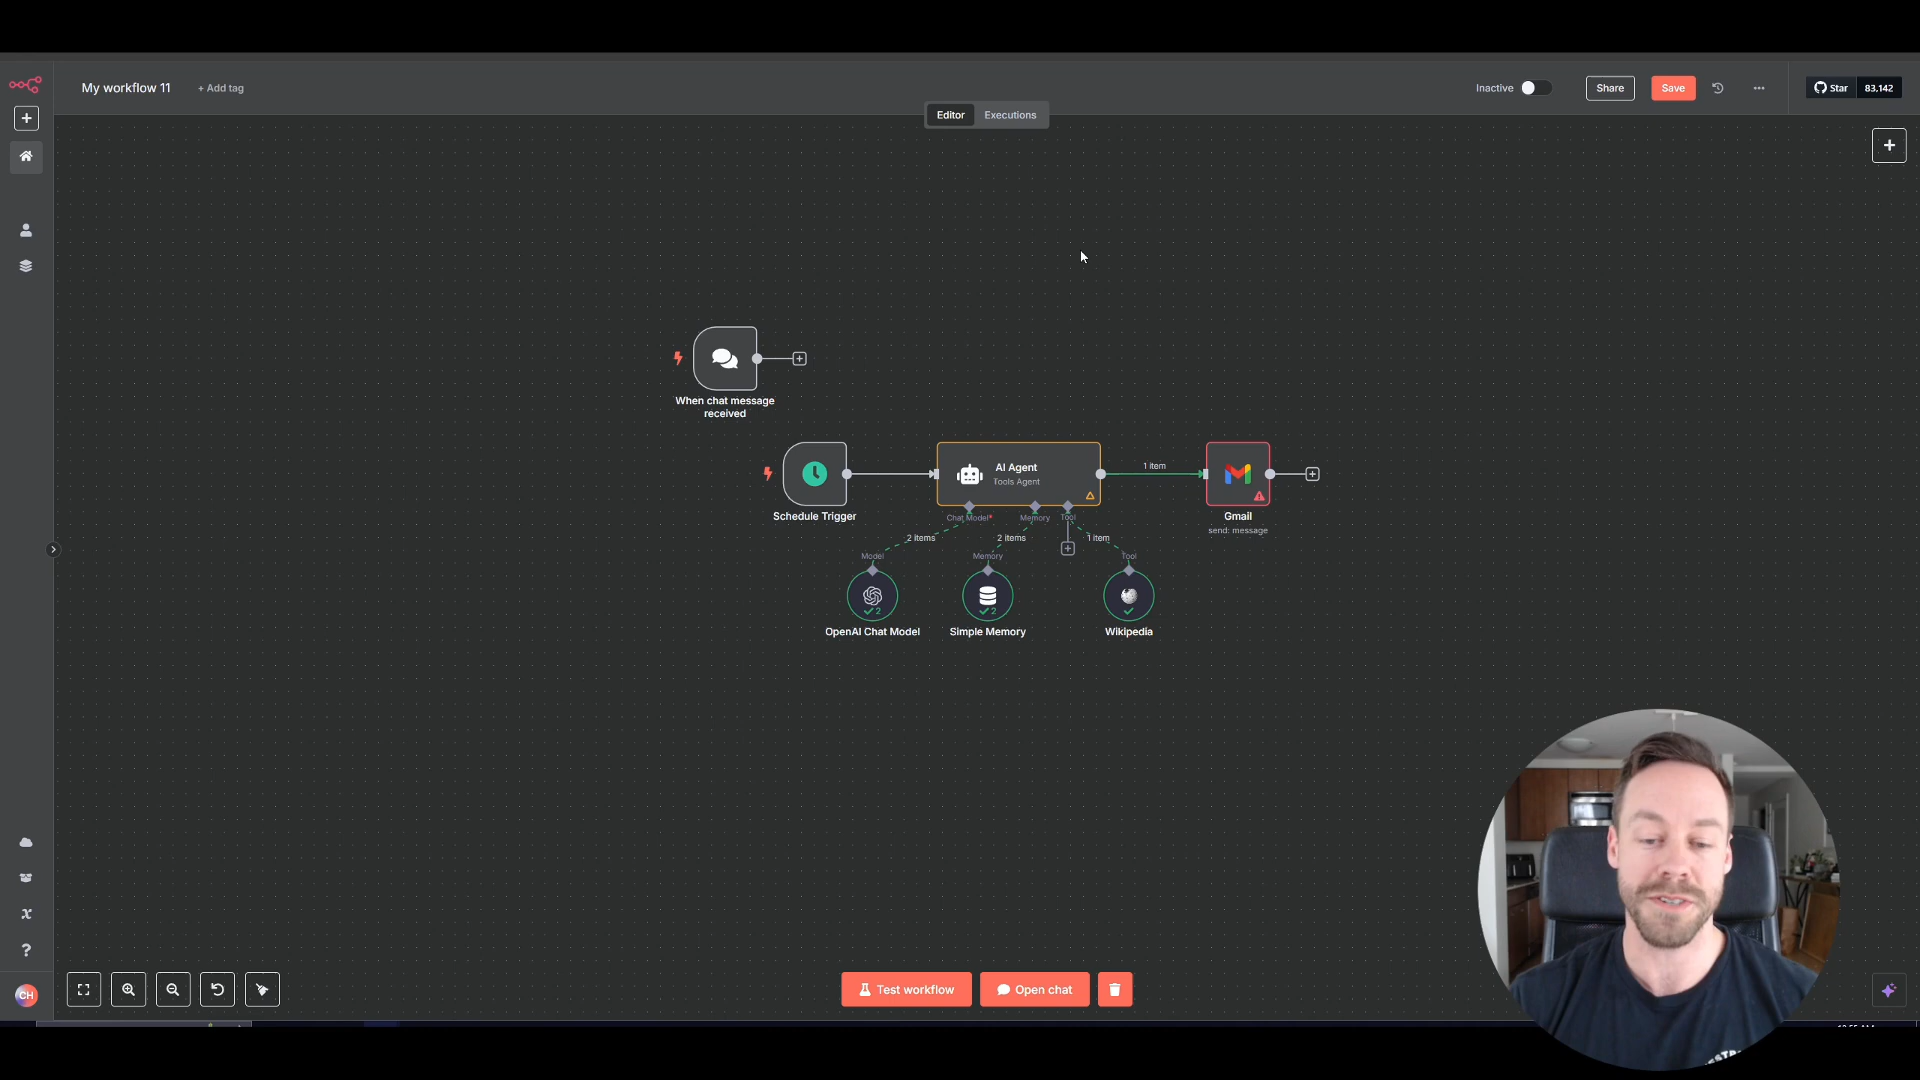 My workflow 11
+ Add tag
Inactive
Share
Save
Star
83,142
Editor
Executions
When chat message
received
Schedule Trigger
AI Agent
Tools Agent
1 item
Chat Model*
Memory
Tool
Gmail
send: message
2 items
2 items
1 item
Model
Memory
Tool
2
2
OpenAI Chat Model
Simple Memory
Wikipedia
CH
Test workflow
Open chat